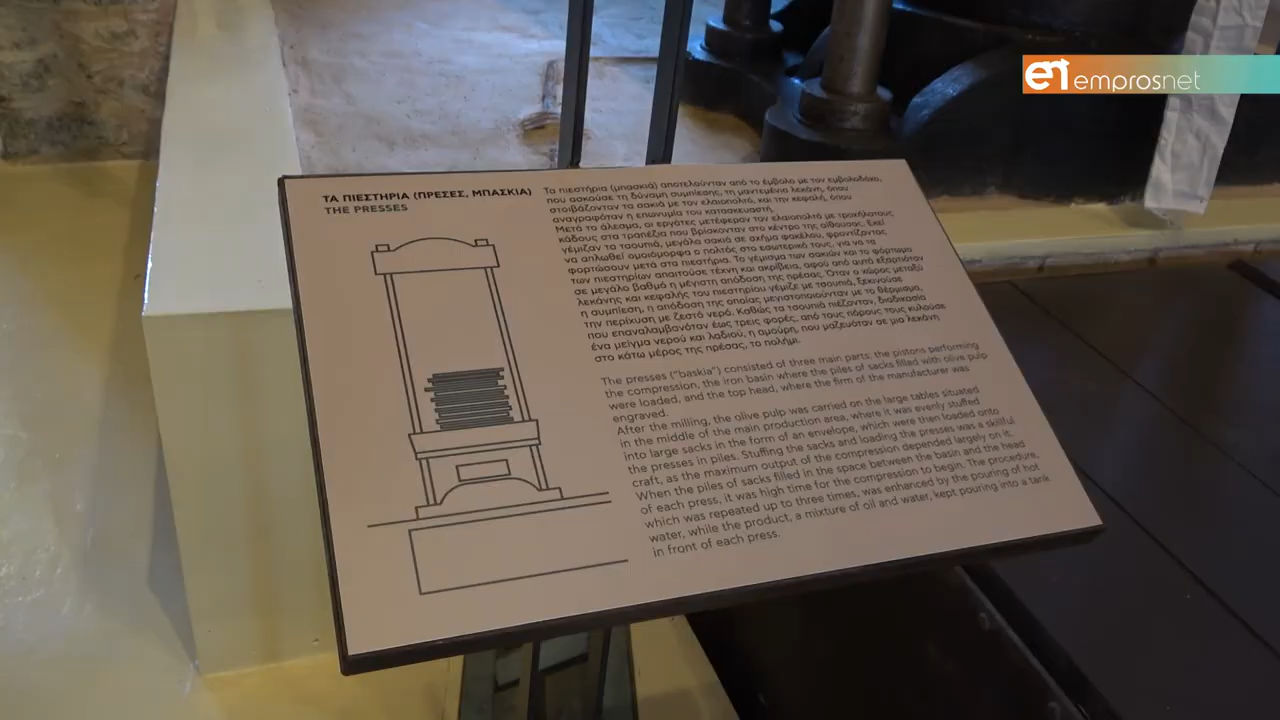 emprosnet
ΤΑ ΠΙΕΣΤΗΡΙΑ (ΠΡΕΣΕΣ, ΜΠΑΣΚΙΑ)
THE PRESSES
Τα πιεστήρια (μπασκιά) αποτελούνταν από το έμβολο με τον εμβολοδόχο,
που ασκούσε τη δύναμη συμπίεσης, τη μαντεμένια λεκάνη, όπου
στοιβάζονταν τα σακιά με τον ελαιοπολτό, και την κεφαλή, όπου
αναγραφόταν η επωνυμία του κατασκευαστή.
Μετά το άλεσμα, οι εργάτες μετέφεραν τον ελαιοπολτό με τροχήλατους
κάδους στα τραπέζια που βρίσκονταν στο κέντρο της αίθουσας. Εκεί
γέμιζαν τα τσουπιά, μεγάλα σακιά σε σχήμα φακέλου, φροντίζοντας
να απλωθεί ομοιόμορφα ο πολτός στο εσωτερικό τους, για να τα
φορτώσουν μετά στα πιεστήρια. Το γέμισμα των σακιών και το φόρτωμα
των πιεστηρίων απαιτούσε τέχνη και ακρίβεια, αφού από αυτά εξαρτιόταν
σε μεγάλο βαθμό η μέγιστη απόδοση της πρέσας. Όταν ο χώρος μεταξύ
λεκάνης και κεφαλής του πιεστηρίου γέμιζε με τσουπιά, ξεκινούσε
η συμπίεση, η απόδοση της οποίας μεγιστοποιούνταν με το θέρμισμα,
την περίχυση με ζεστό νερό. Καθώς τα τσουπιά πιέζονταν, διαδικασία
που επαναλαμβανόταν έως τρεις φορές, από τους πόρους τους κυλούσε
ένα μείγμα νερού και λαδιού, η αμούρη, που μαζευόταν σε μια λεκάνη
στο κάτω μέρος της πρέσας, το πολήμι.
The presses ("baskia") consisted of three main parts: the pistons performing
the compression, the iron basin where the piles of sacks filled with olive pulp
were loaded, and the top head, where the firm of the manufacturer was
engraved.
After the milling, the olive pulp was carried on the large tables situated
in the middle of the main production area, where it was evenly stuffed
into large sacks in the form of an envelope, which were then loaded onto
the presses in piles. Stuffing the sacks and loading the presses was a skillful
craft, as the maximum output of the compression depended largely on it.
When the piles of sacks filled in the space between the basin and the head
of each press, it was high time for the compression to begin. The procedure,
which was repeated up to three times, was enhanced by the pouring of hot
water, while the product, a mixture of oil and water, kept pouring into a tank
in front of each press.